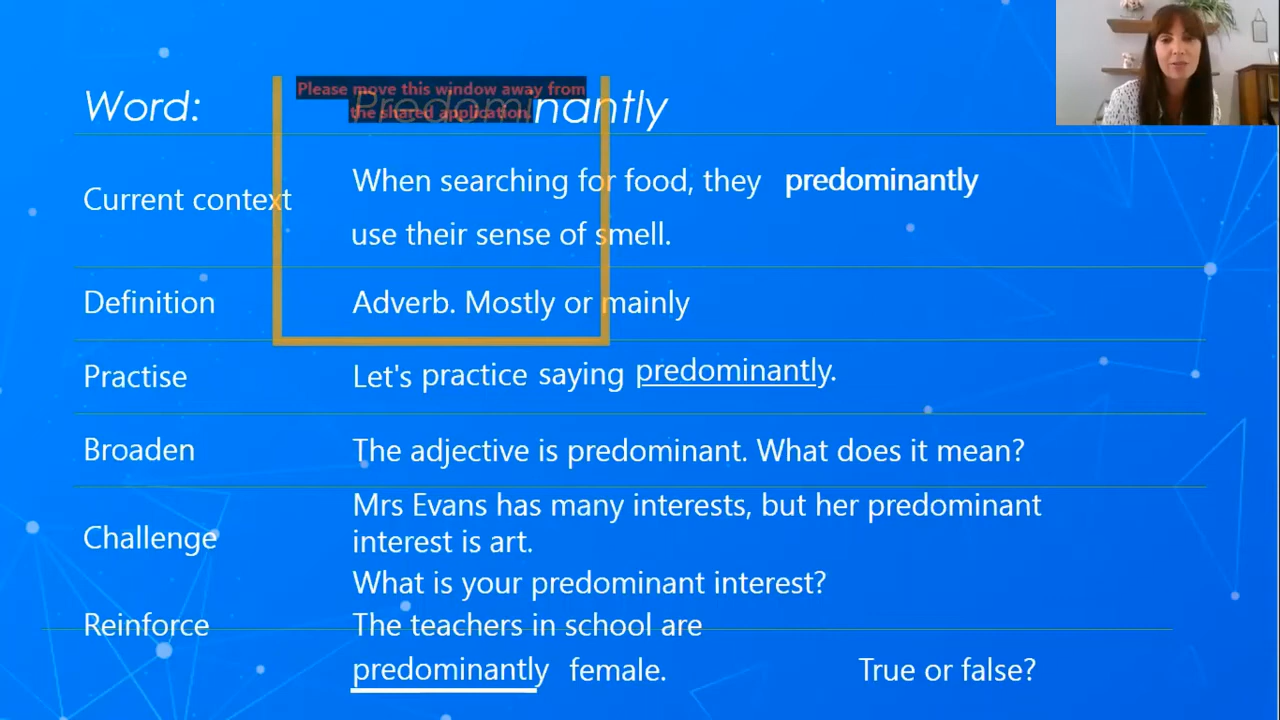 Word: Predominantly
Please move this window away from
the shared application.
Current context
When searching for food, they predominantly
use their sense of smell.
Definition Adverb. Mostly or mainly
Practise Let's practice saying predominantly.
Broaden The adjective is predominant. What does it mean?
Challenge
Mrs Evans has many interests, but her predominant
interest is art.
What is your predominant interest?
Reinforce The teachers in school are
predominantly female. True or false?